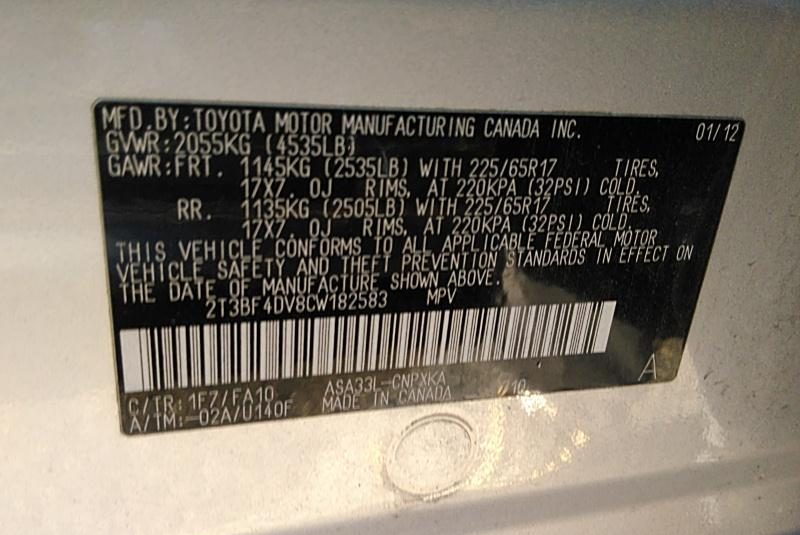 MFD.BY:TOYOTA MOTOR MANUFACTURING CANADA INC. 01/12
GVWR:2055KG (4535LB)
GAWR:FRT. 1145KG (2535LB) WITH 225/65R17 TIRES,
17X7.0J RIMS, AT 220KPA (32PSI) COLD.
RR. 1135KG (2505LB) WITH 225/65R17 TIRES,
17X7.0J RIMS, AT 220KPA (32PSI) COLD.
THIS VEHICLE CONFORMS TO ALL APPLICABLE FEDERAL MOTOR
VEHICLE SAFETY AND THEFT PREVENTION STANDARDS IN EFFECT ON
THE DATE OF MANUFACTURE SHOWN ABOVE.
2T3BF4DV8CW182583 MPV
A
C/TR:1F7/FA10 ASA33L-CNPXKA
A/TM:-02A/U140F MADE IN CANADA /10